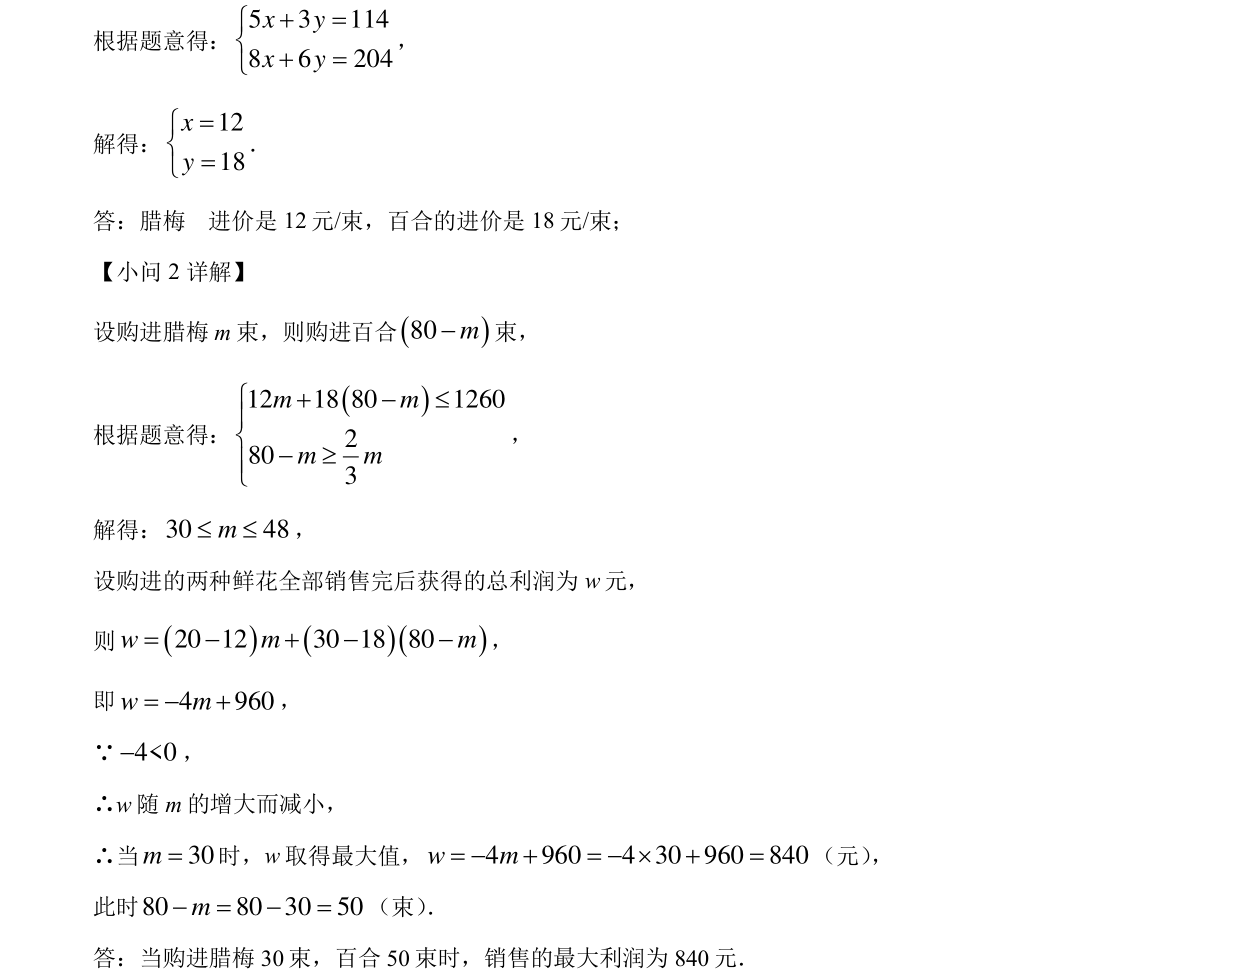 根据题意得：{5x+3y=114
8x+6y=204，
解得：{x=12
y=18．
答：腊梅 进价是 12 元/束，百合的进价是 18 元/束；
【小问 2 详解】
设购进腊梅 m 束，则购进百合(80−m)束，
根据题意得：{12m+18(80−m)≤1260
80−m≥2/3 m，
解得：30≤m≤48，
设购进的两种鲜花全部销售完后获得的总利润为 w 元，
则 w=(20−12)m+(30−18)(80−m)，
即 w=−4m+960，
∵−4<0，
∴w 随 m 的增大而减小，
∴当 m=30 时，w 取得最大值，w=−4m+960=−4×30+960=840（元），
此时 80−m=80−30=50（束）．
答：当购进腊梅 30 束，百合 50 束时，销售的最大利润为 840 元．